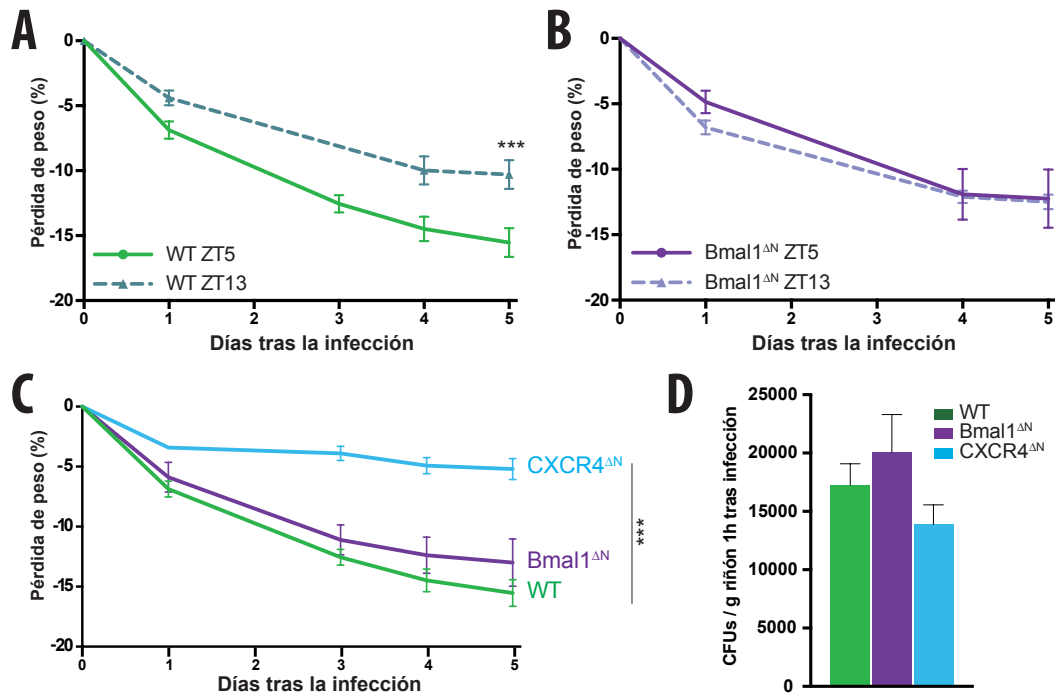 A
Pérdida de peso (%)
0
-5
-10
-15
-20
***
WT ZT5
WT ZT13
0 1 2 3 4 5
Días tras la infección
B
Pérdida de peso (%)
0
-5
-10
-15
-20
Bmal1ΔN ZT5
Bmal1ΔN ZT13
0 1 2 3 4 5
Días tras la infección
C
Pérdida de peso (%)
0
-5
-10
-15
-20
CXCR4ΔN
Bmal1ΔN
WT
***
0 1 2 3 4 5
Días tras la infección
D
CFUs / g riñón 1h tras infección
25000
20000
15000
10000
5000
0
WT
Bmal1ΔN
CXCR4ΔN